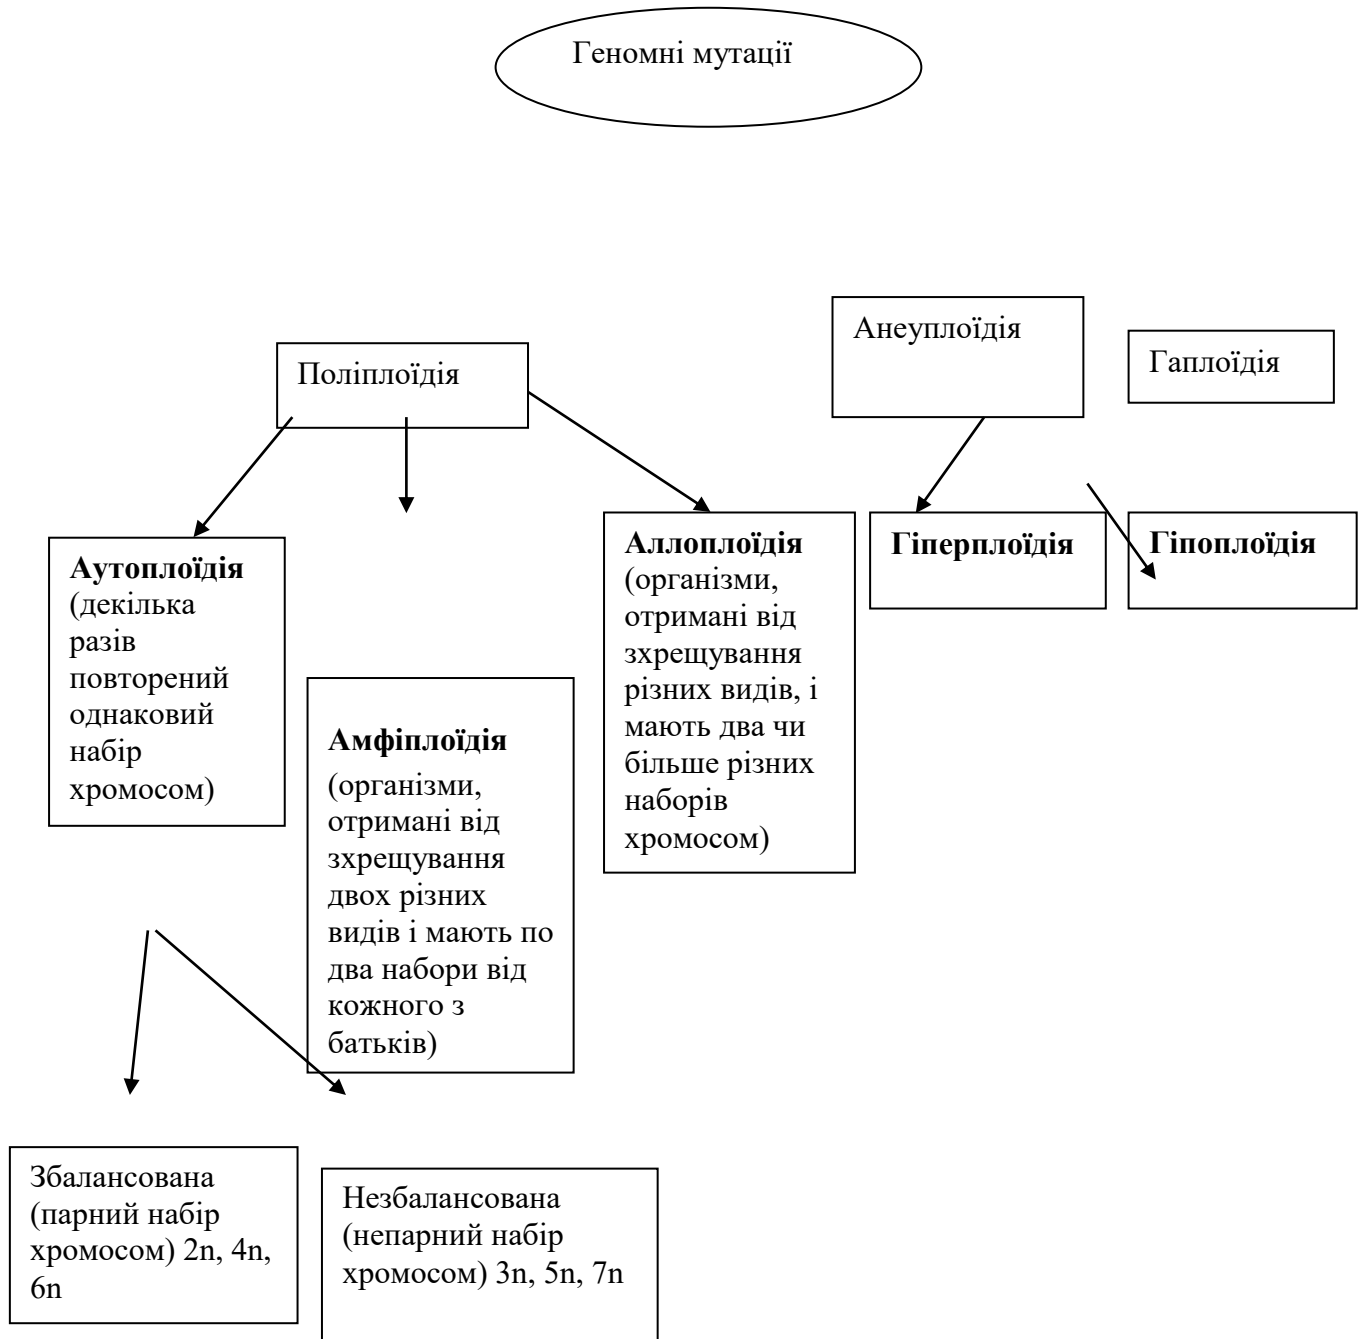 Геномні мутації
Анеуплоїдія
Гаплоїдія
Поліплоїдія
Аутоплоїдія
(декілька
разів
повторений
однаковий
набір
хромосом)
Амфіплоїдія
(організми,
отримані від
зхрещування
двох різних
видів і мають по
два набори від
кожного з
батьків)
Аллоплоїдія
(організми,
отримані від
зхрещування
різних видів, і
мають два чи
більше різних
наборів
хромосом)
Гіперплоїдія
Гіпоплоїдія
Збалансована
(парний набір
хромосом) 2n, 4n,
6n
Незбалансована
(непарний набір
хромосом) 3n, 5n, 7n